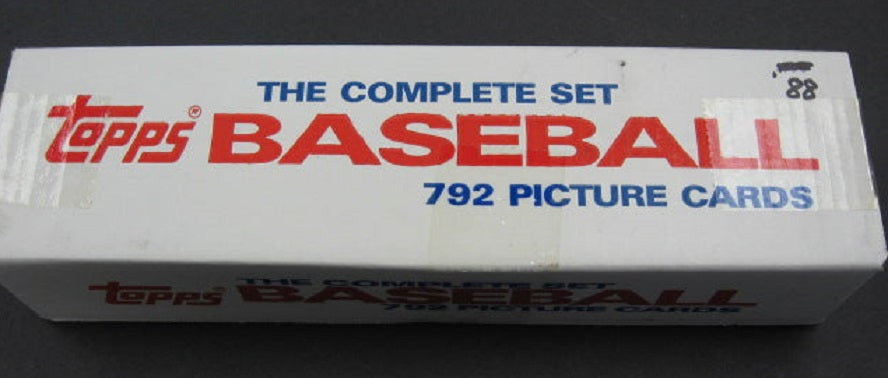 THE COMPLETE SET
'88
Topps® BASEBALL
792 PICTURE CARDS
THE COMPLETE SET
Topps BASEBALL
792 PICTURE CARDS